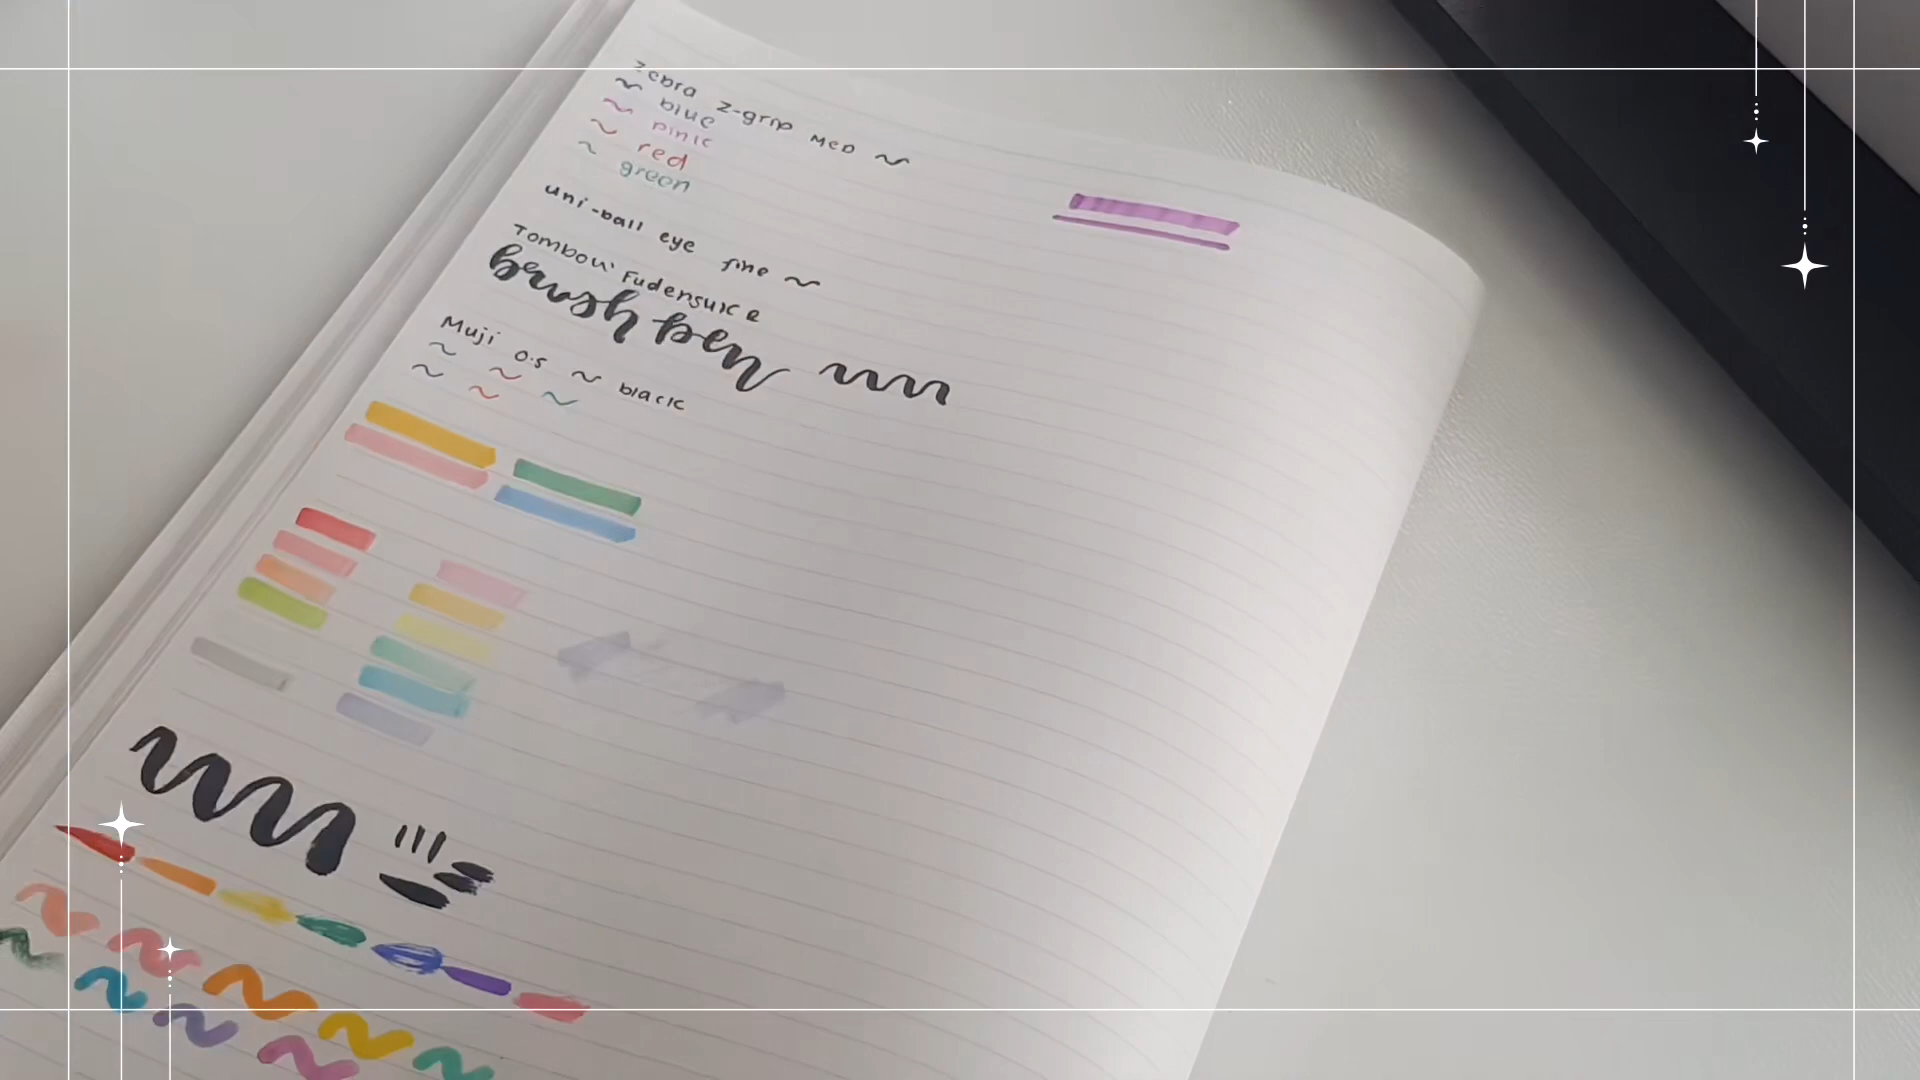 zebra z-grip MED
blue
pink
red
green
uni-ball eye fine
Tombow Fudenosuke
brush pen
Muji 0.5 black